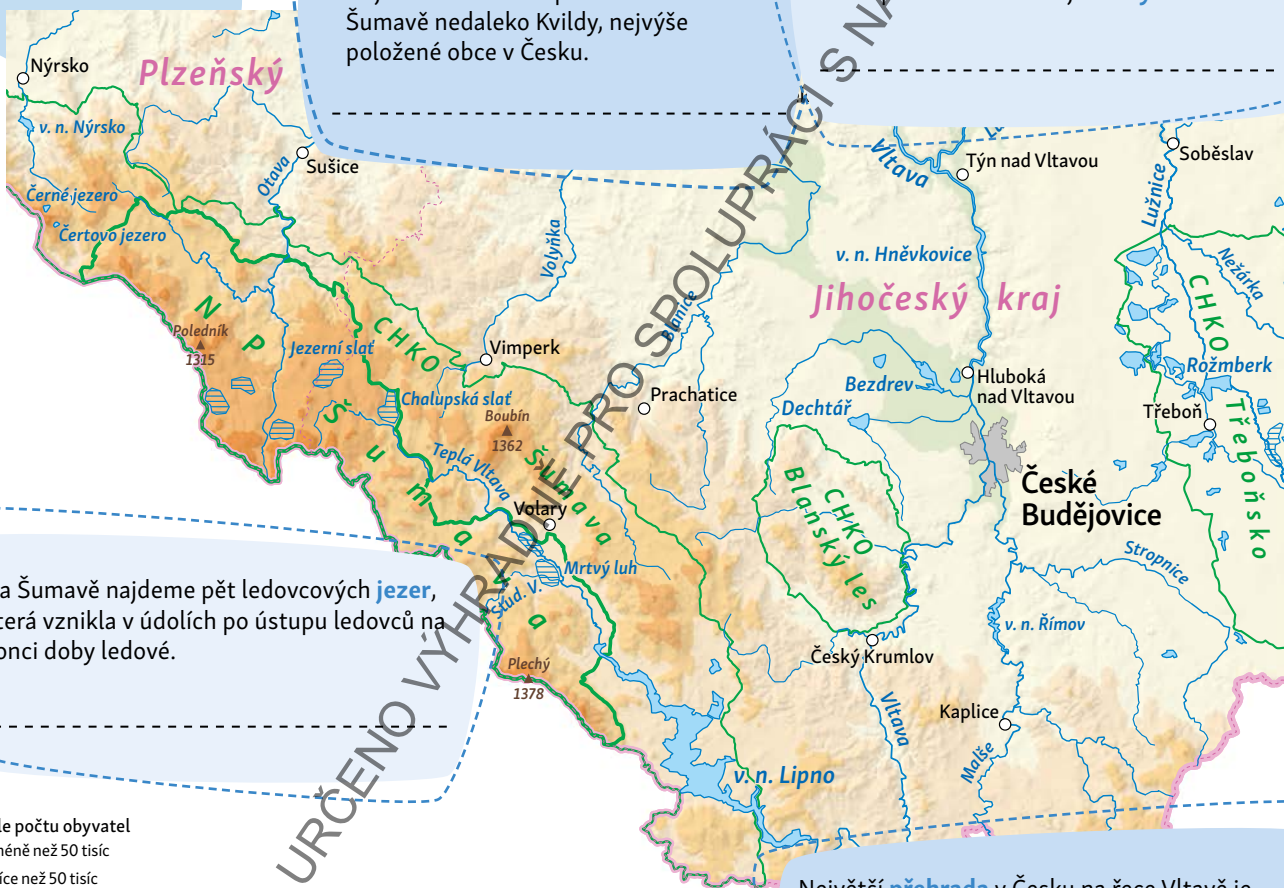 Šumavě nedaleko Kvildy, nejvýše
položené obce v Česku.
Nýrsko
Plzeňský
v. n. Nýrsko
Sušice
Otava
Černé jezero
Čertovo jezero
Volyňka
Vltava
Týn nad Vltavou
Soběslav
Lužnice
v. n. Hněvkovice
Nežárka
Jihočeský kraj
Blanice
NP Šumava
Poledník
1315
Jezerní slať
CHKO Šumava
Vimperk
Chalupská slať
Boubín
1362
Prachatice
Bezdrev
Dechtář
Hluboká
nad Vltavou
CHKO Třeboňsko
Rožmberk
Třeboň
Teplá Vltava
Volary
CHKO
Blanský les
České
Budějovice
Mrtvý luh
Stud. V.
Stropnice
v. n. Římov
Plechý
1378
Český Krumlov
Vltava
Kaplice
Malše
v. n. Lipno
a Šumavě najdeme pět ledovcových jezer,
terá vznikla v údolích po ústupu ledovců na
onci doby ledové.
le počtu obyvatel
méně než 50 tisíc
íce než 50 tisíc
Největší přehrada v Česku na řece Vltavě je
URČENO VÝHRADNĚ PRO SPOLUPRÁCI S NA